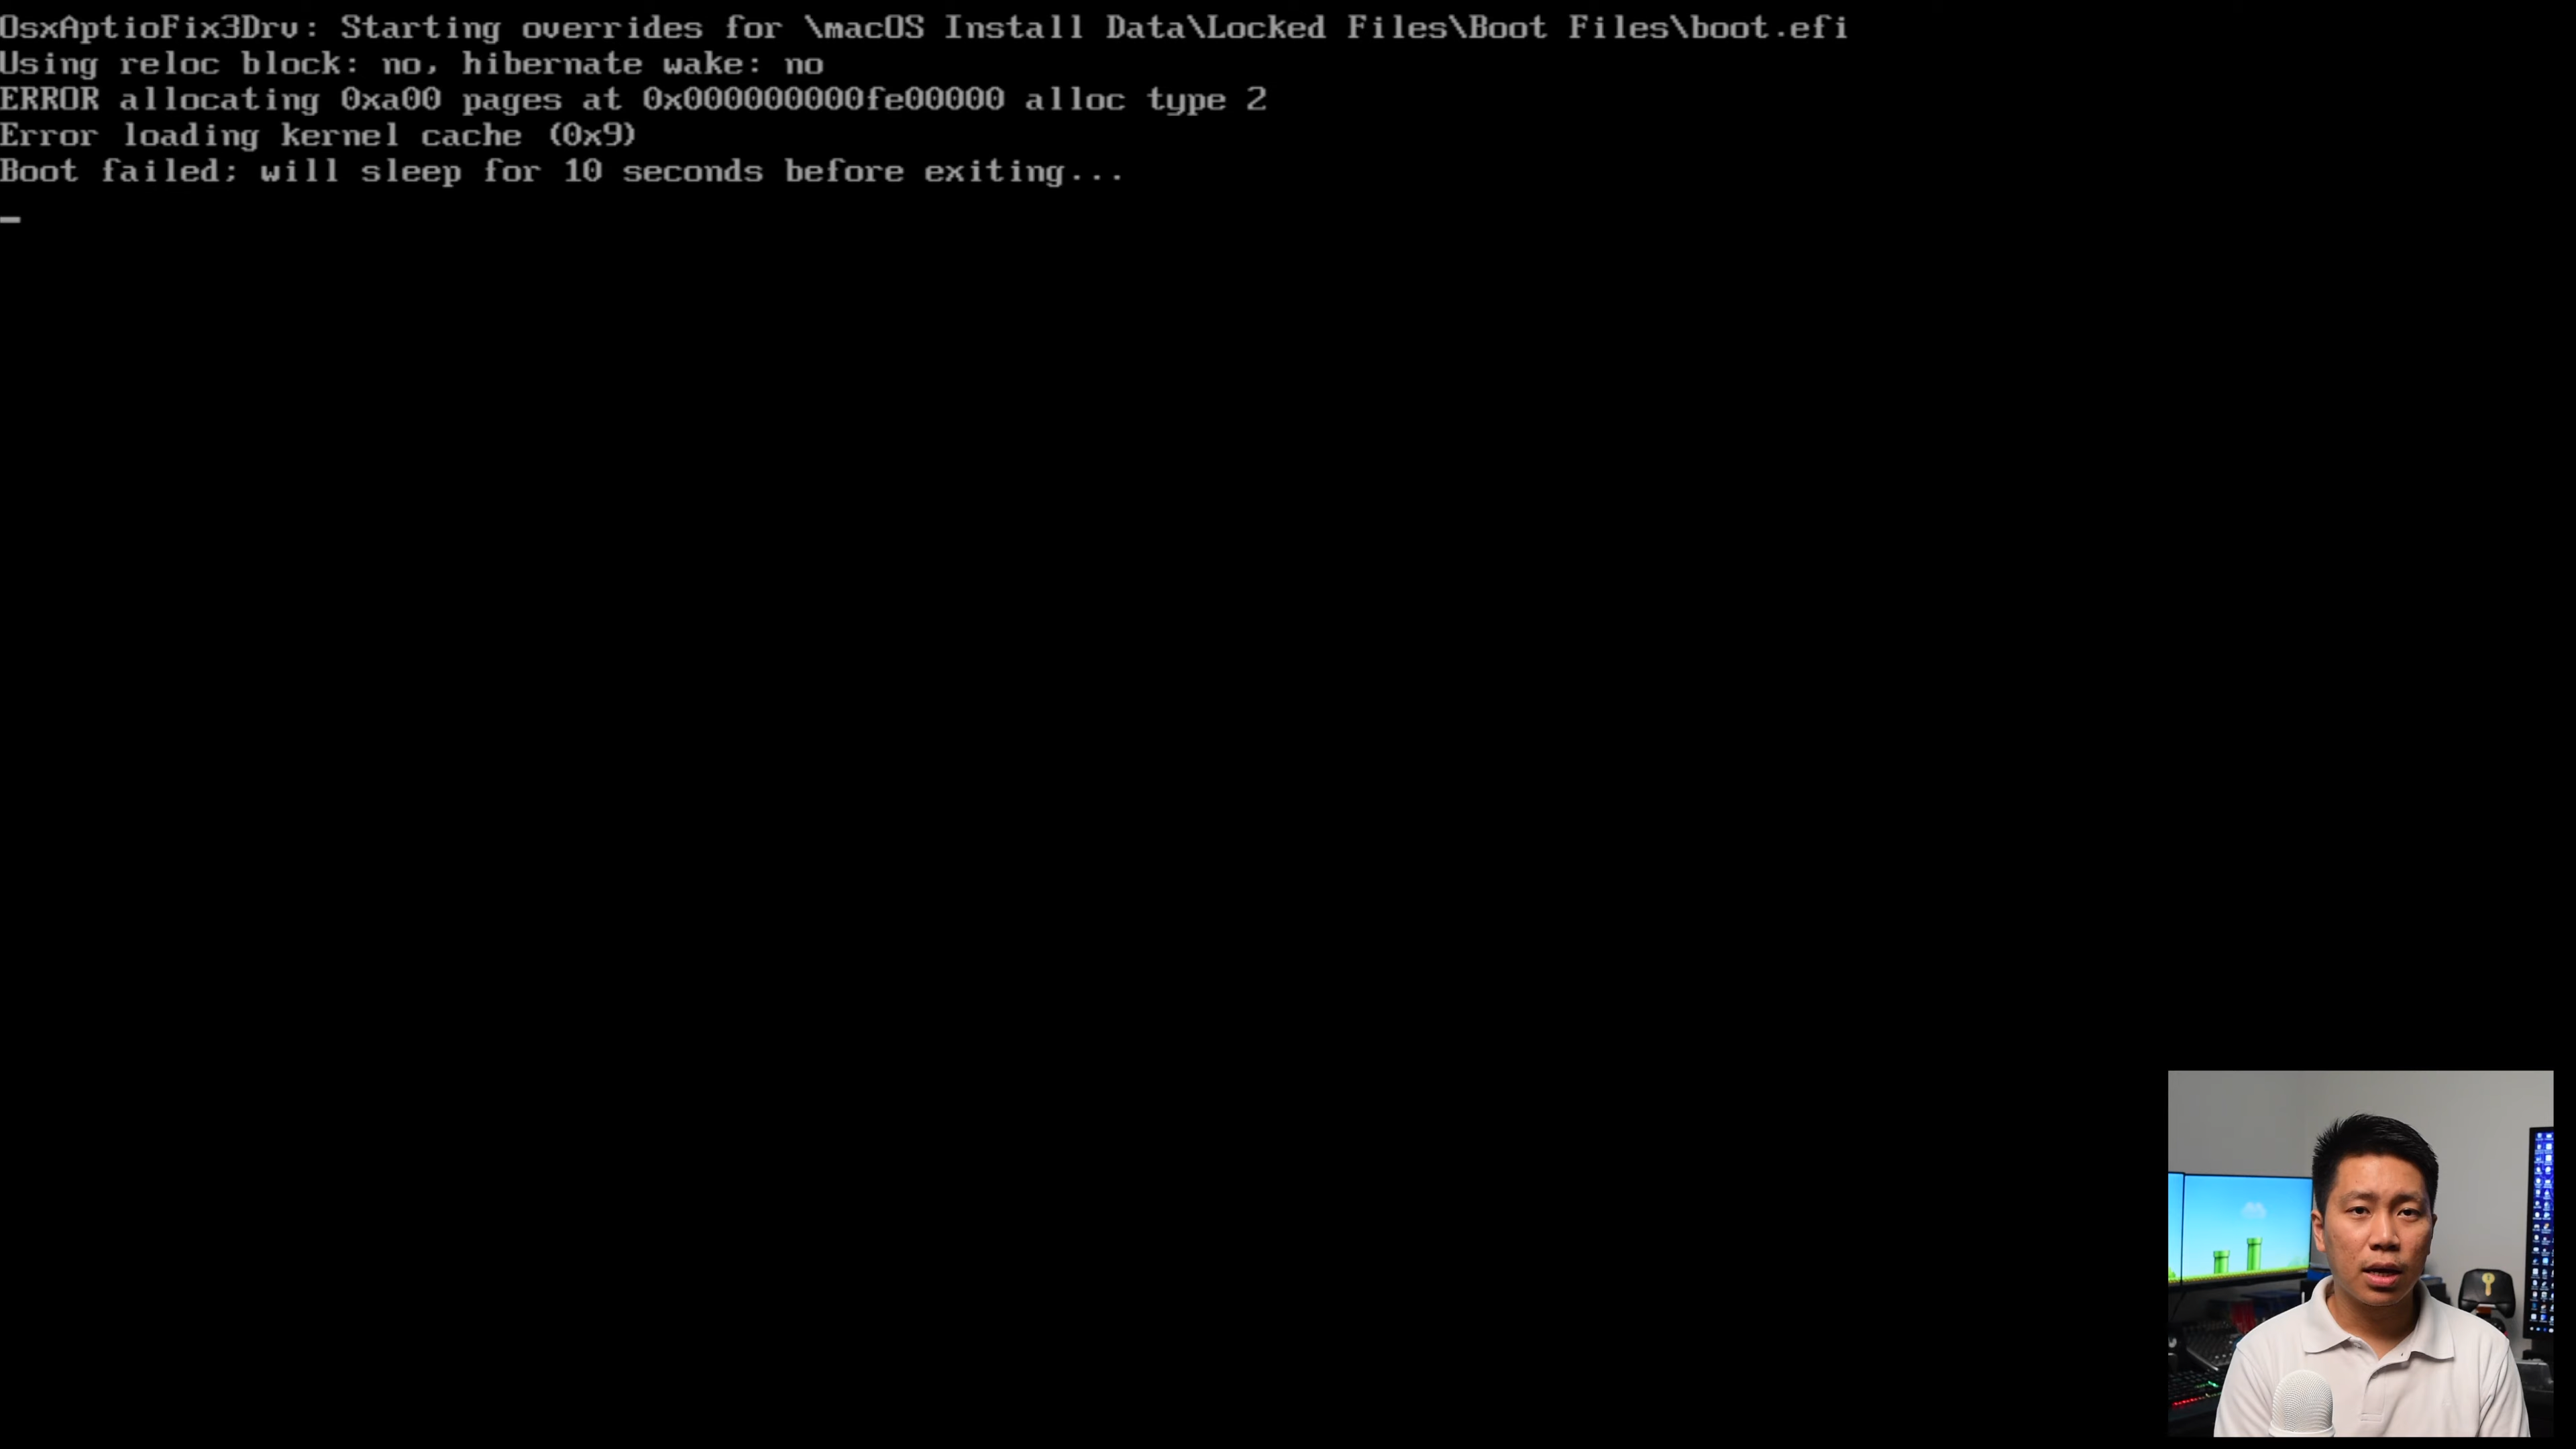 OsxAptioFix3Drv: Starting overrides for \macOS Install Data\Locked Files\Boot Files\boot.efi
Using reloc block: no, hibernate wake: no
ERROR allocating 0xa00 pages at 0x000000000fe00000 alloc type 2
Error loading kernel cache (0x9)
Boot failed; will sleep for 10 seconds before exiting...